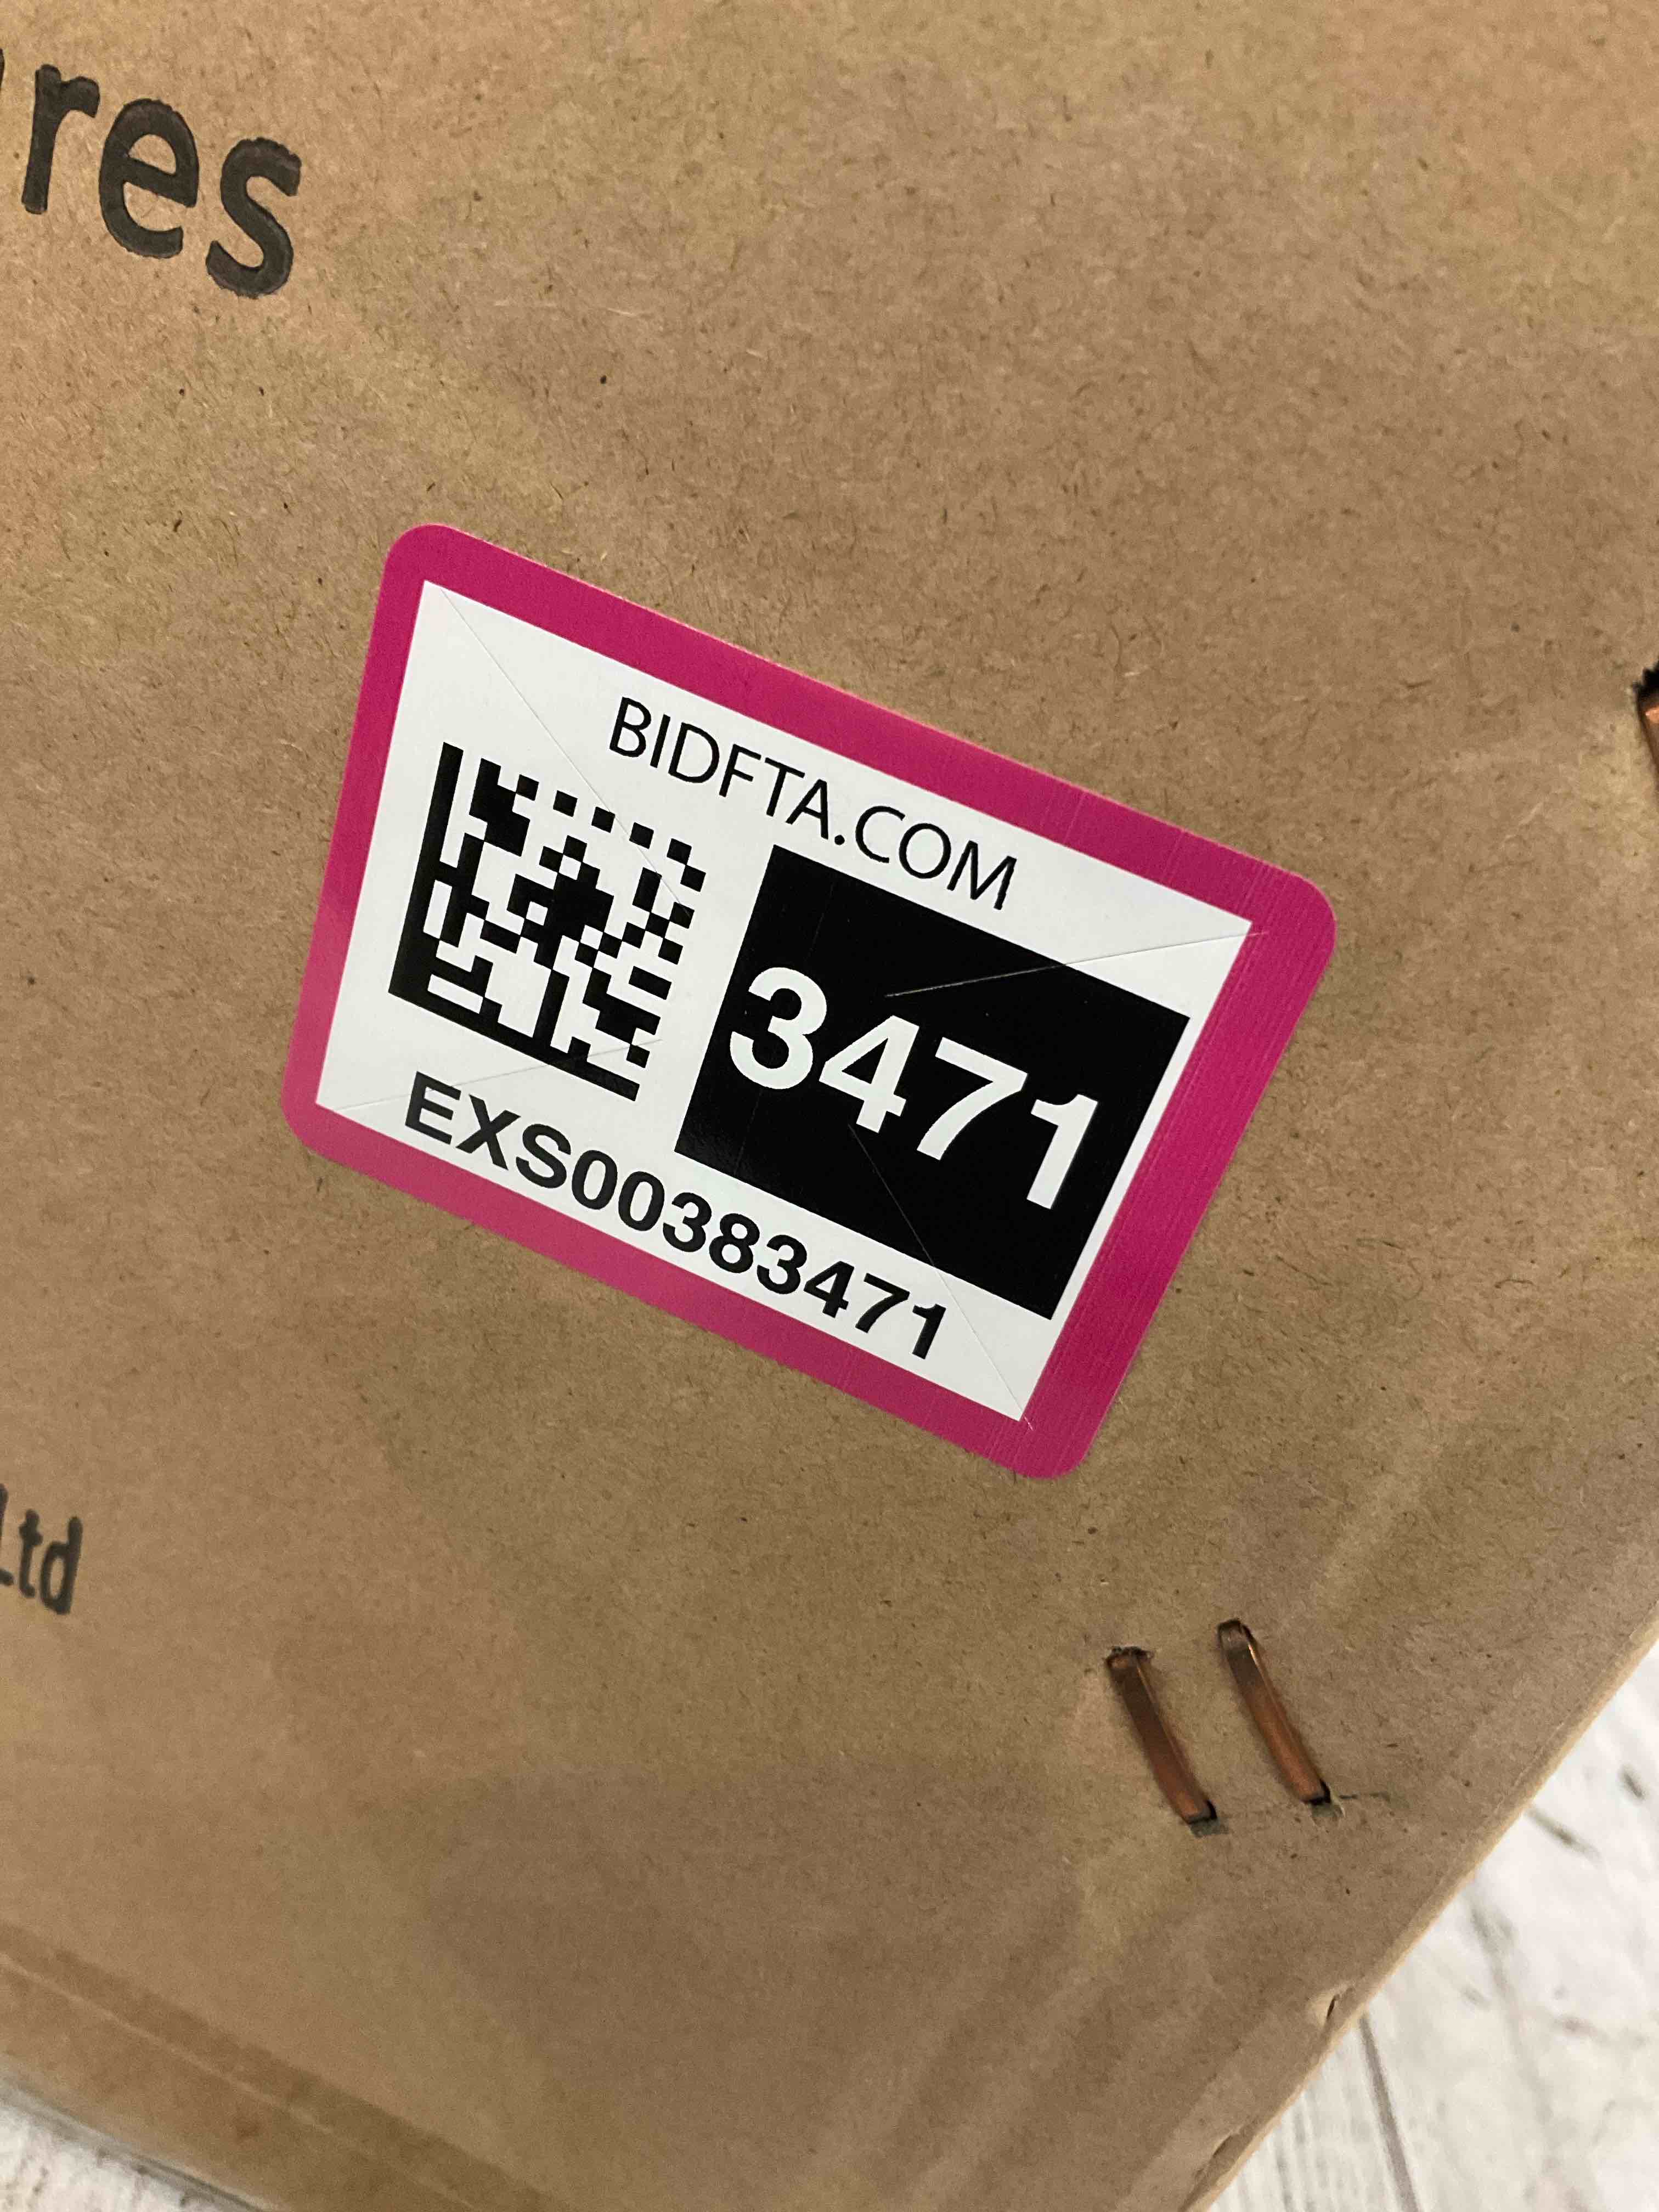 res
BIDFTA.COM
3471
EXS00383471
Ltd